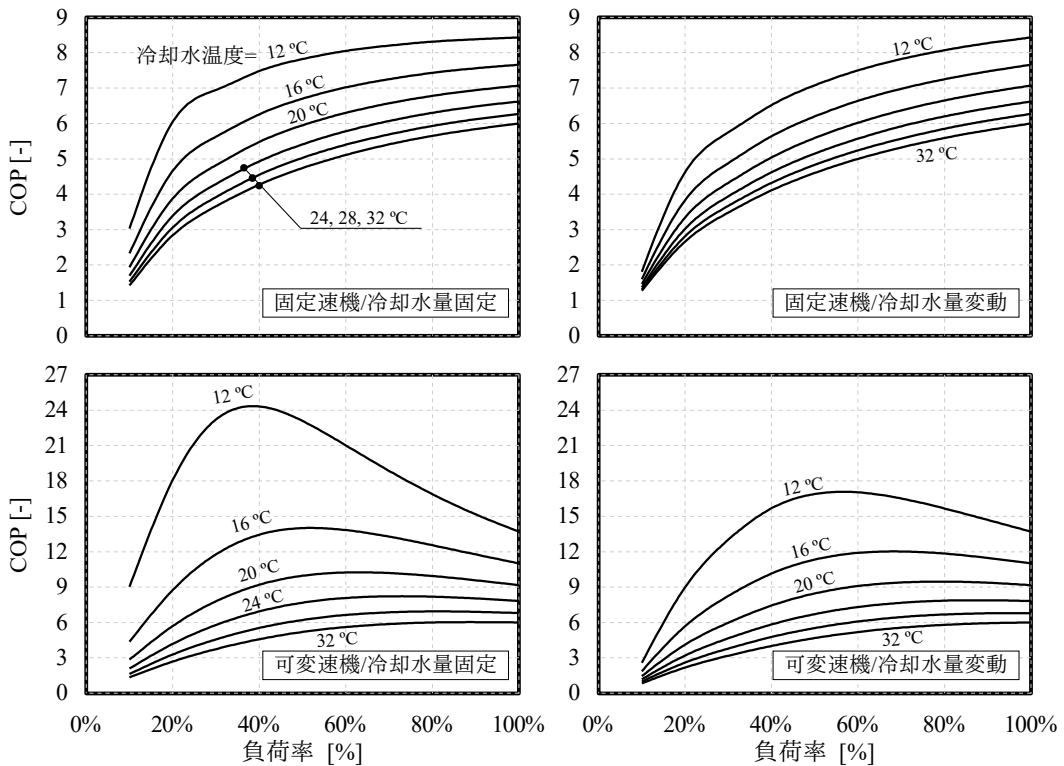 9
8
7
6
5
4
3
2
1
0
COP [-]
冷却水温度=
12 ºC
16 ºC
20 ºC
24, 28, 32 ºC
固定速機/冷却水量固定
9
8
7
6
5
4
3
2
1
0
12 ºC
32 ºC
固定速機/冷却水量変動
27
24
21
18
15
12
9
6
3
0
COP [-]
12 ºC
16 ºC
20 ºC
24 ºC
32 ºC
可変速機/冷却水量固定
0% 20% 40% 60% 80% 100%
負荷率 [%]
27
24
21
18
15
12
9
6
3
0
12 ºC
16 ºC
20 ºC
32 ºC
可変速機/冷却水量変動
0% 20% 40% 60% 80% 100%
負荷率 [%]